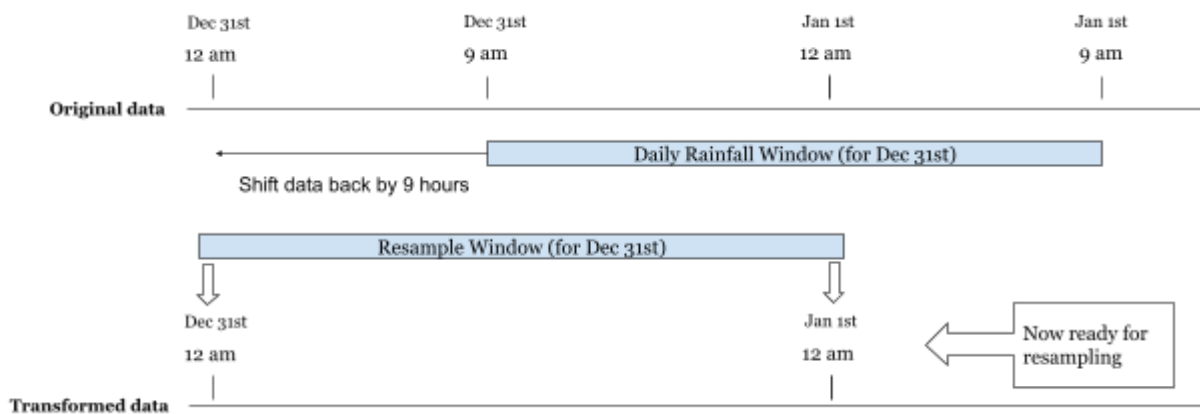 Dec 31st Dec 31st Jan 1st Jan 1st
12 am 9 am 12 am 9 am
Original data
Daily Rainfall Window (for Dec 31st)
Shift data back by 9 hours
Resample Window (for Dec 31st)
Dec 31st Jan 1st
12 am 12 am
Now ready for
resampling
Transformed data